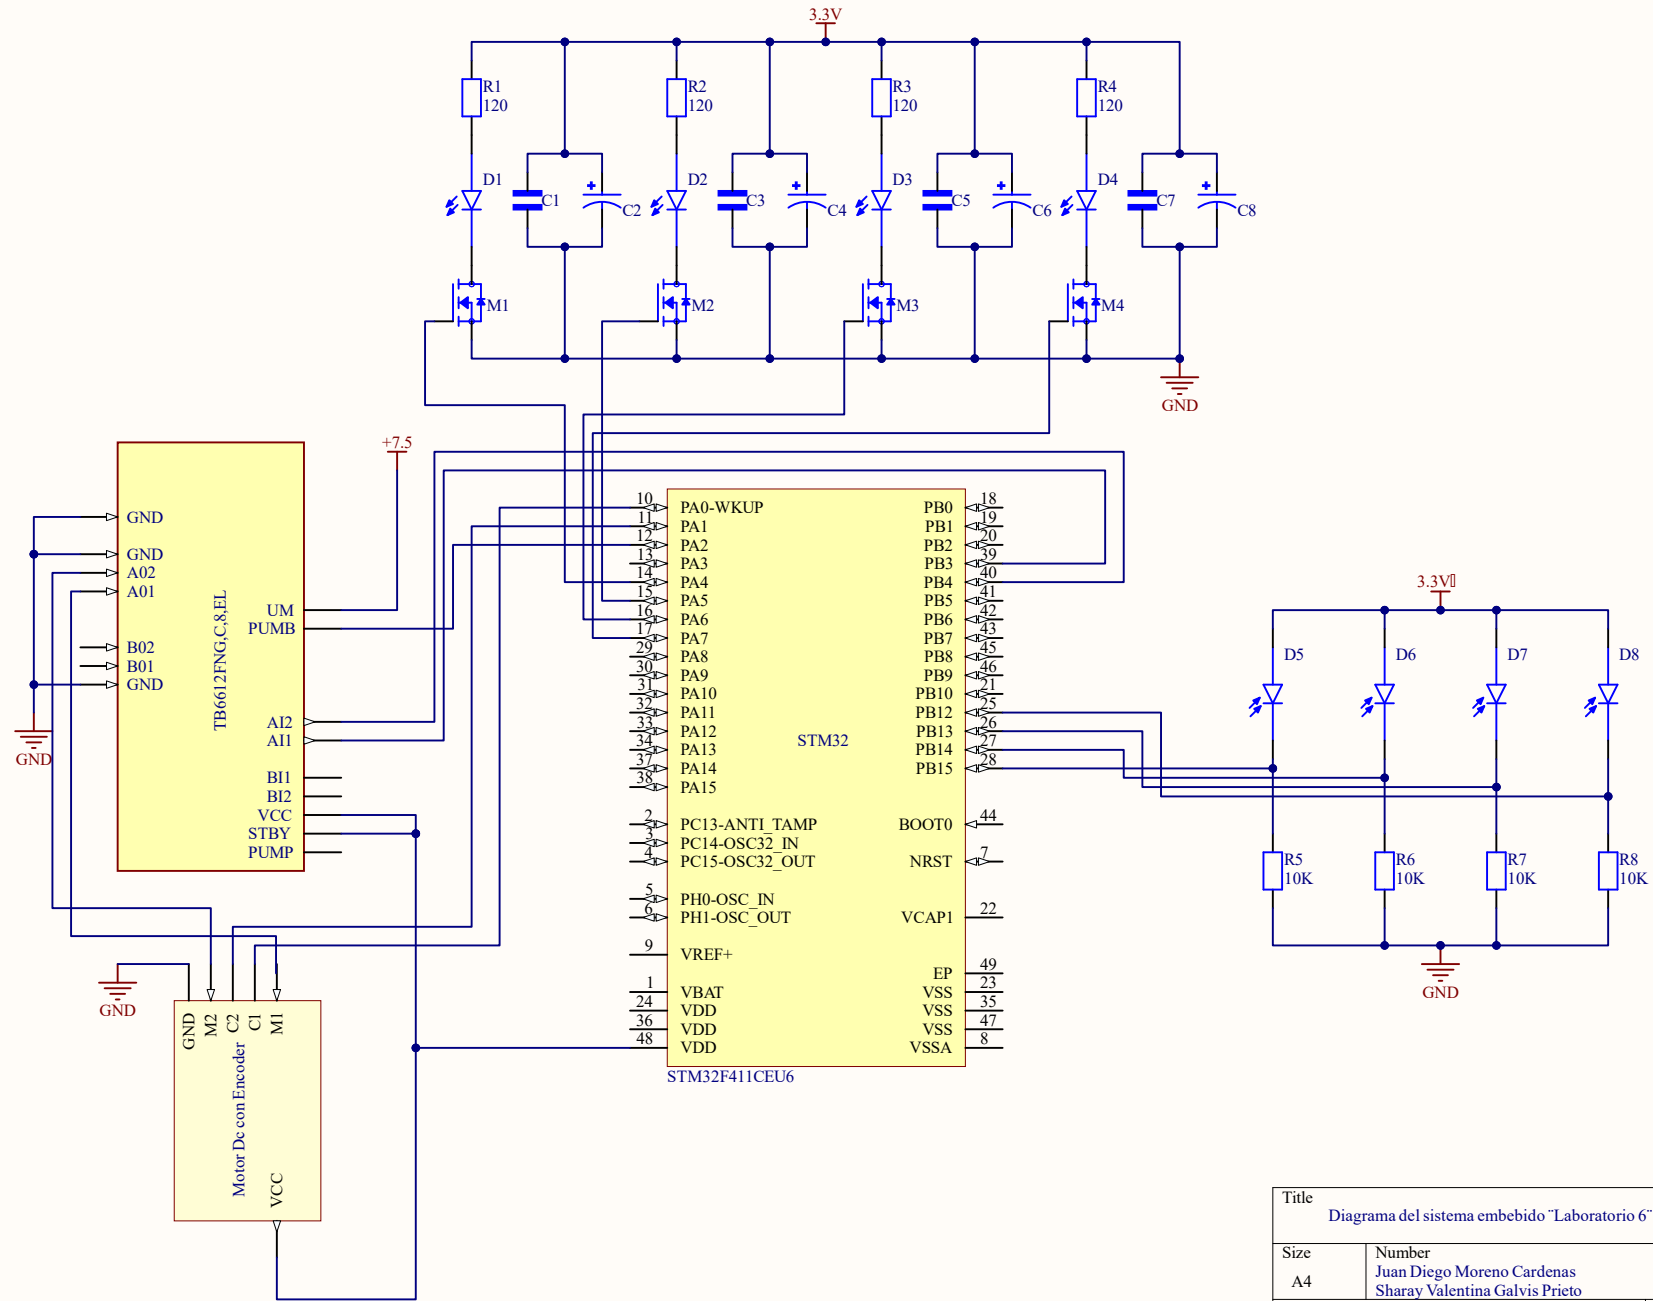 3.3V
R1
120
R2
120
R3
120
R4
120
D1
C1
C2
D2
C3
C4
D3
C5
C6
D4
C7
C8
M1
M2
M3
M4
GND
+7.5
GND
GND
A02
A01
B02
B01
GND
GND
TB6612FNG,C,8,EL
UM
PUMB
AI2
AI1
BI1
BI2
VCC
STBY
PUMP
10 PA0-WKUP
11 PA1
12 PA2
13 PA3
14 PA4
15 PA5
16 PA6
17 PA7
29 PA8
30 PA9
31 PA10
32 PA11
33 PA12
34 PA13
37 PA14
38 PA15
2 PC13-ANTI_TAMP
3 PC14-OSC32_IN
4 PC15-OSC32_OUT
5 PH0-OSC_IN
6 PH1-OSC_OUT
9 VREF+
1 VBAT
24 VDD
36 VDD
48 VDD
STM32
PB0 18
PB1 19
PB2 20
PB3 39
PB4 40
PB5 41
PB6 42
PB7 43
PB8 45
PB9 46
PB10 21
PB12 25
PB13 26
PB14 27
PB15 28
BOOT0 44
NRST 7
VCAP1 22
EP 49
VSS 23
VSS 35
VSS 47
VSSA 8
STM32F411CEU6
3.3V
D5
D6
D7
D8
R5
10K
R6
10K
R7
10K
R8
10K
GND
GND
GND
M2
C2
C1
M1
Motor Dc con Encoder
VCC
Title
Diagrama del sistema embebido ¨Laboratorio 6¨
Size
A4
Number
Juan Diego Moreno Cardenas
Sharay Valentina Galvis Prieto